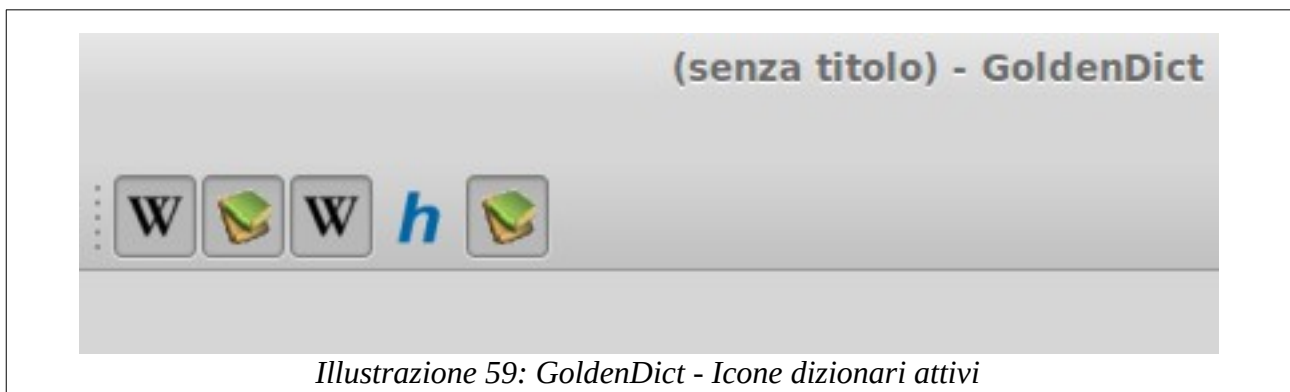 (senza titolo) - GoldenDict
W W h
Illustrazione 59: GoldenDict - Icone dizionari attivi